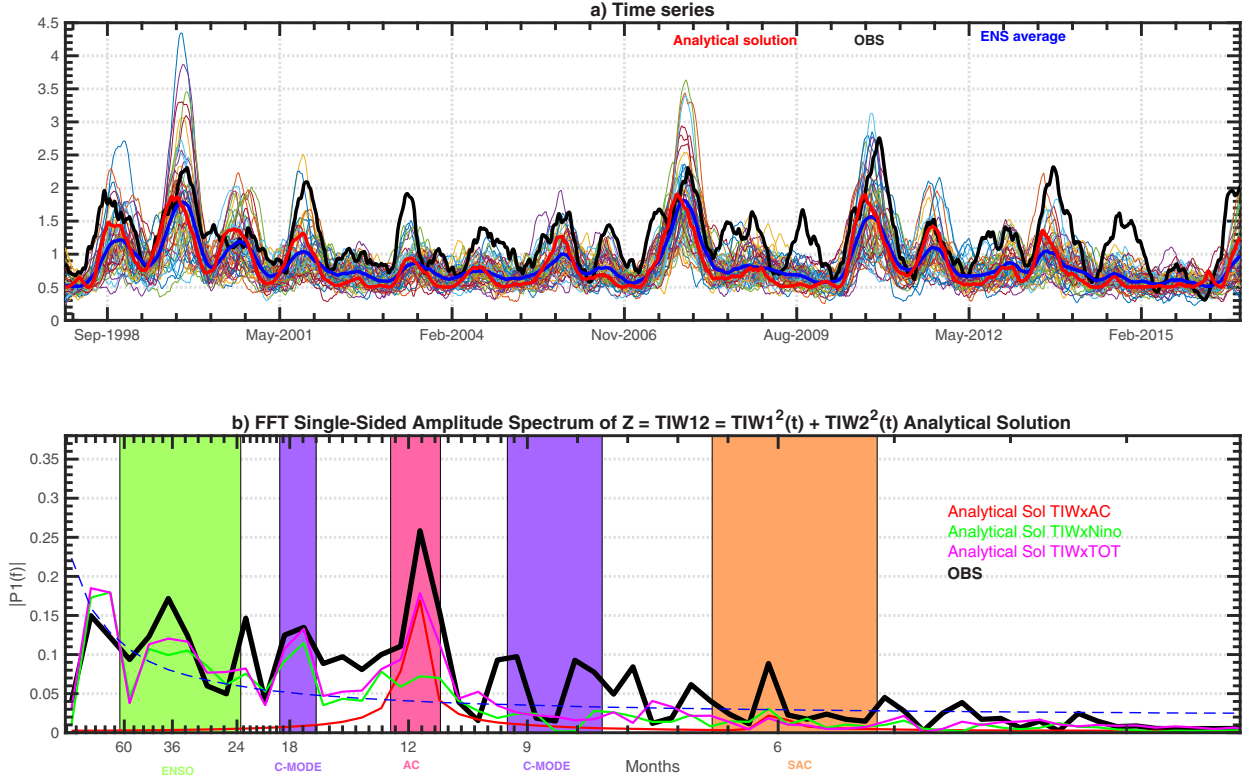 a) Time series
Analytical solution OBS ENS average
4.5
4
3.5
3
2.5
2
1.5
1
0.5
0
Sep-1998 May-2001 Feb-2004 Nov-2006 Aug-2009 May-2012 Feb-2015
b) FFT Single-Sided Amplitude Spectrum of Z = TIW12 = TIW1²(t) + TIW2²(t) Analytical Solution
|P1(f)|
0.35
0.3
0.25
0.2
0.15
0.1
0.05
0
Analytical Sol TIWxAC
Analytical Sol TIWxNino
Analytical Sol TIWxTOT
OBS
60 36 24 18 12 9 6
ENSO C-MODE AC C-MODE Months SAC